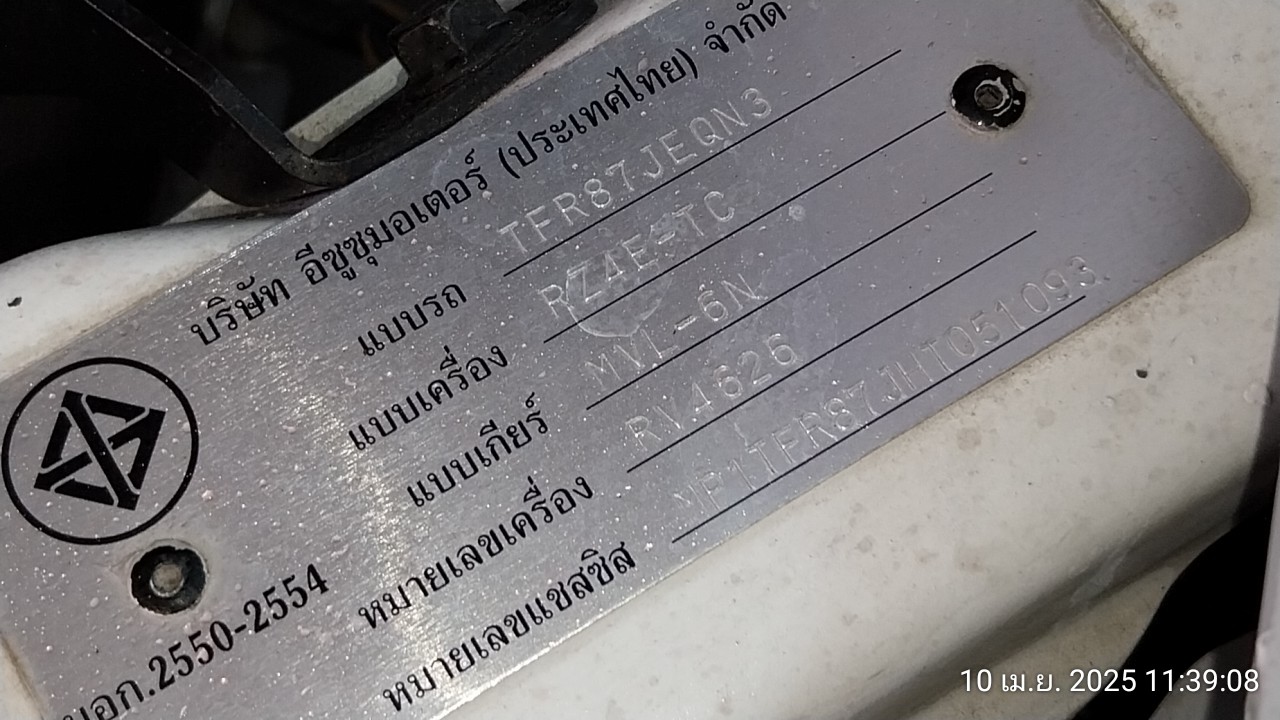 บริษัท อีซูซุมอเตอร์ (ประเทศไทย) จำกัด
แบบรถ TFR87JEQN3
แบบเครื่อง RZ4E-TC
แบบเกียร์ MVL-6N
หมายเลขเครื่อง RV4626
หมายเลขแชสซิส MP1TFR87JHT051093
มอก.2550-2554
10 เม.ย. 2025 11:39:08